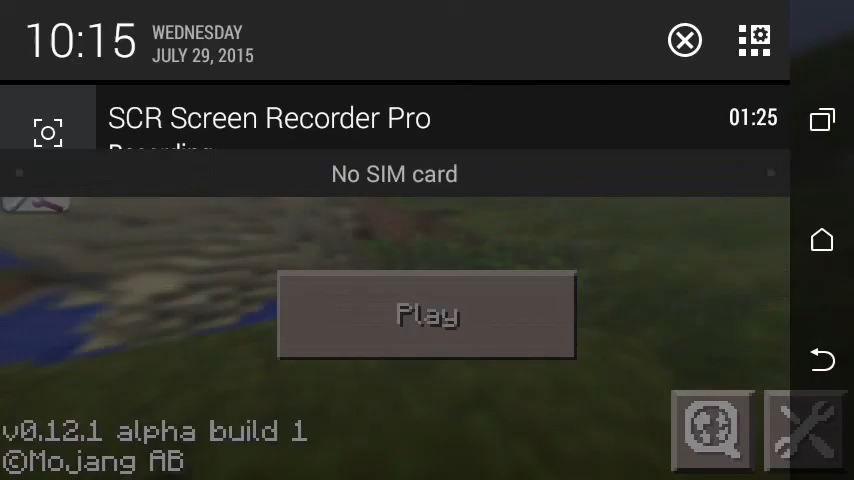 10:15
WEDNESDAY
JULY 29, 2015
SCR Screen Recorder Pro
01:25
Recording
No SIM card
Play
v0.12.1 alpha build 1
©Mojang AB